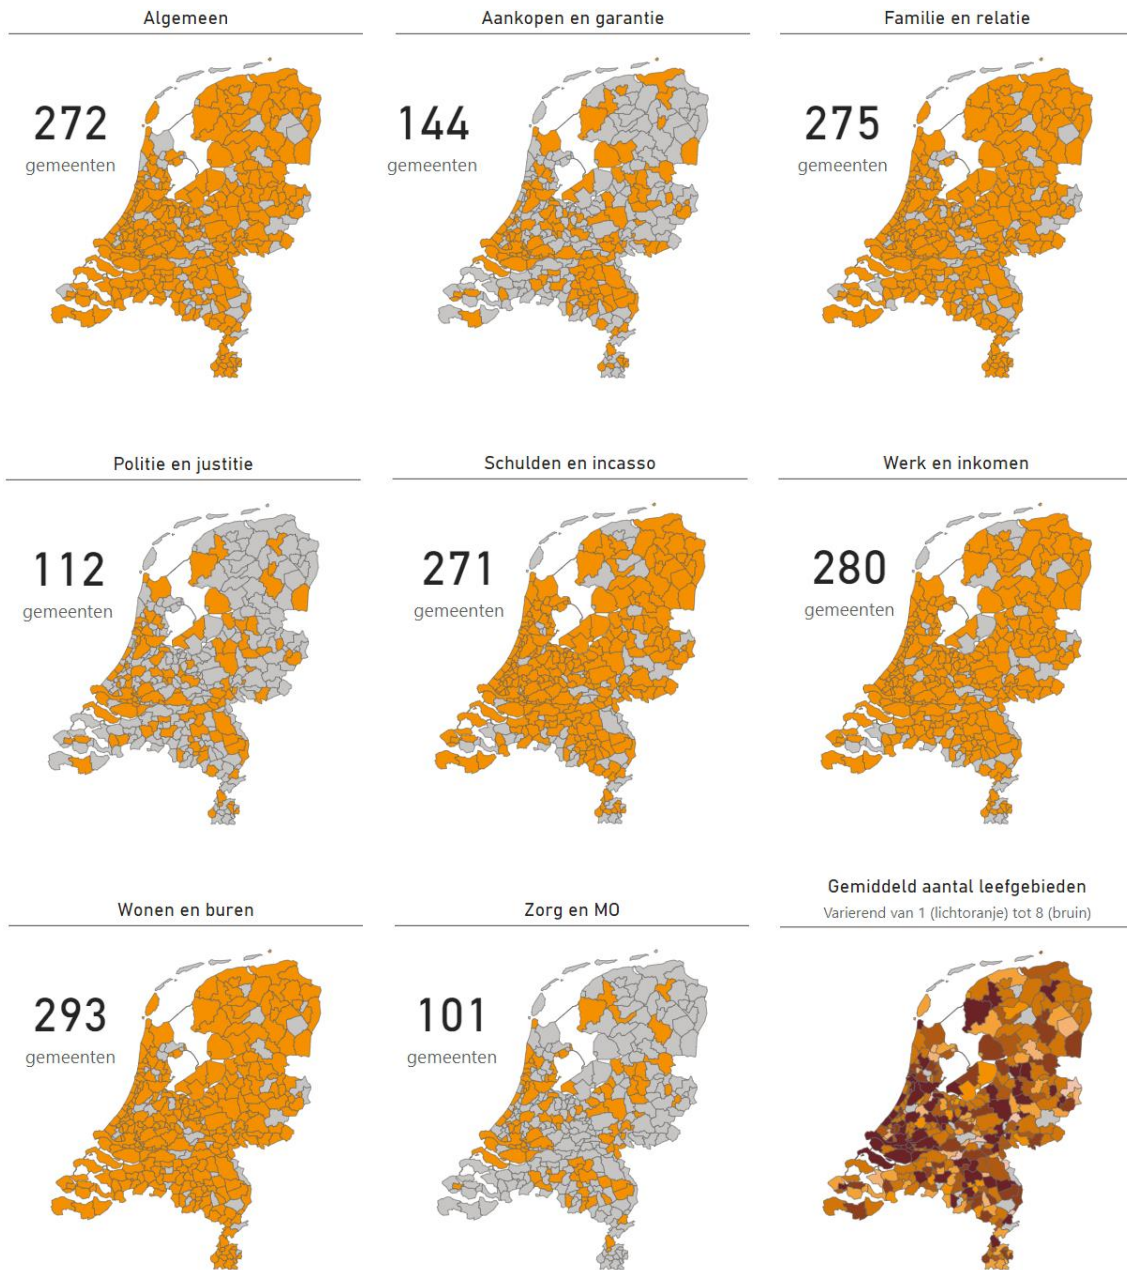 Algemeen
272
gemeenten
Aankopen en garantie
144
gemeenten
Familie en relatie
275
gemeenten
Politie en justitie
112
gemeenten
Schulden en incasso
271
gemeenten
Werk en inkomen
280
gemeenten
Wonen en buren
293
gemeenten
Zorg en MO
101
gemeenten
Gemiddeld aantal leefgebieden
Varierend van 1 (lichtoranje) tot 8 (bruin)